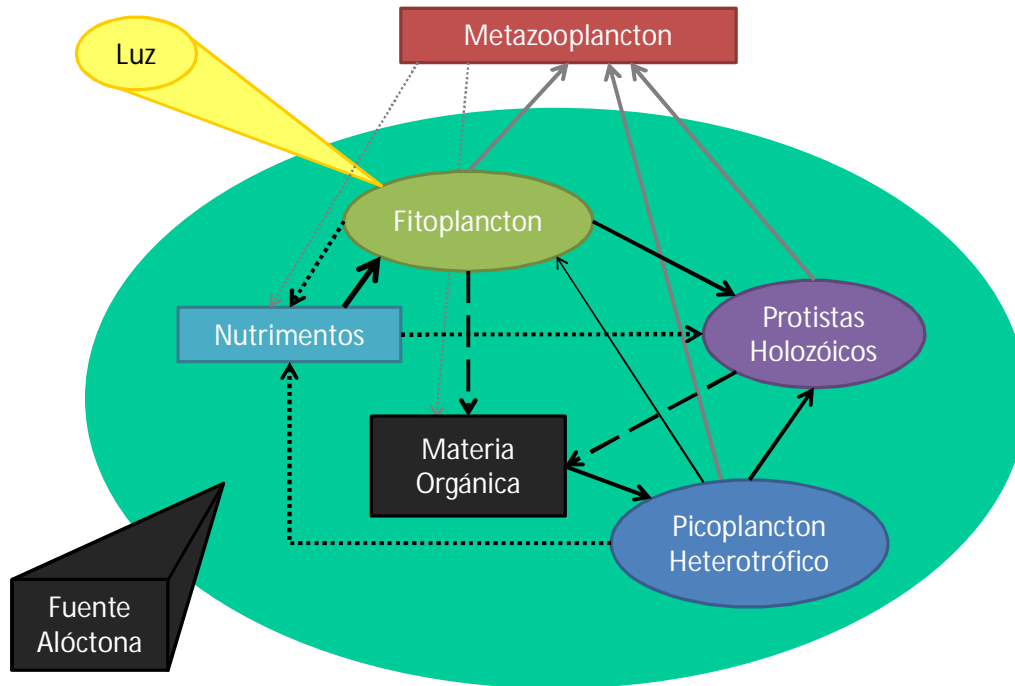 Metazooplancton
Luz
Fitoplancton
Nutrimentos
Protistas
Holozóicos
Materia
Orgánica
Picoplancton
Heterotrófico
Fuente
Alóctona